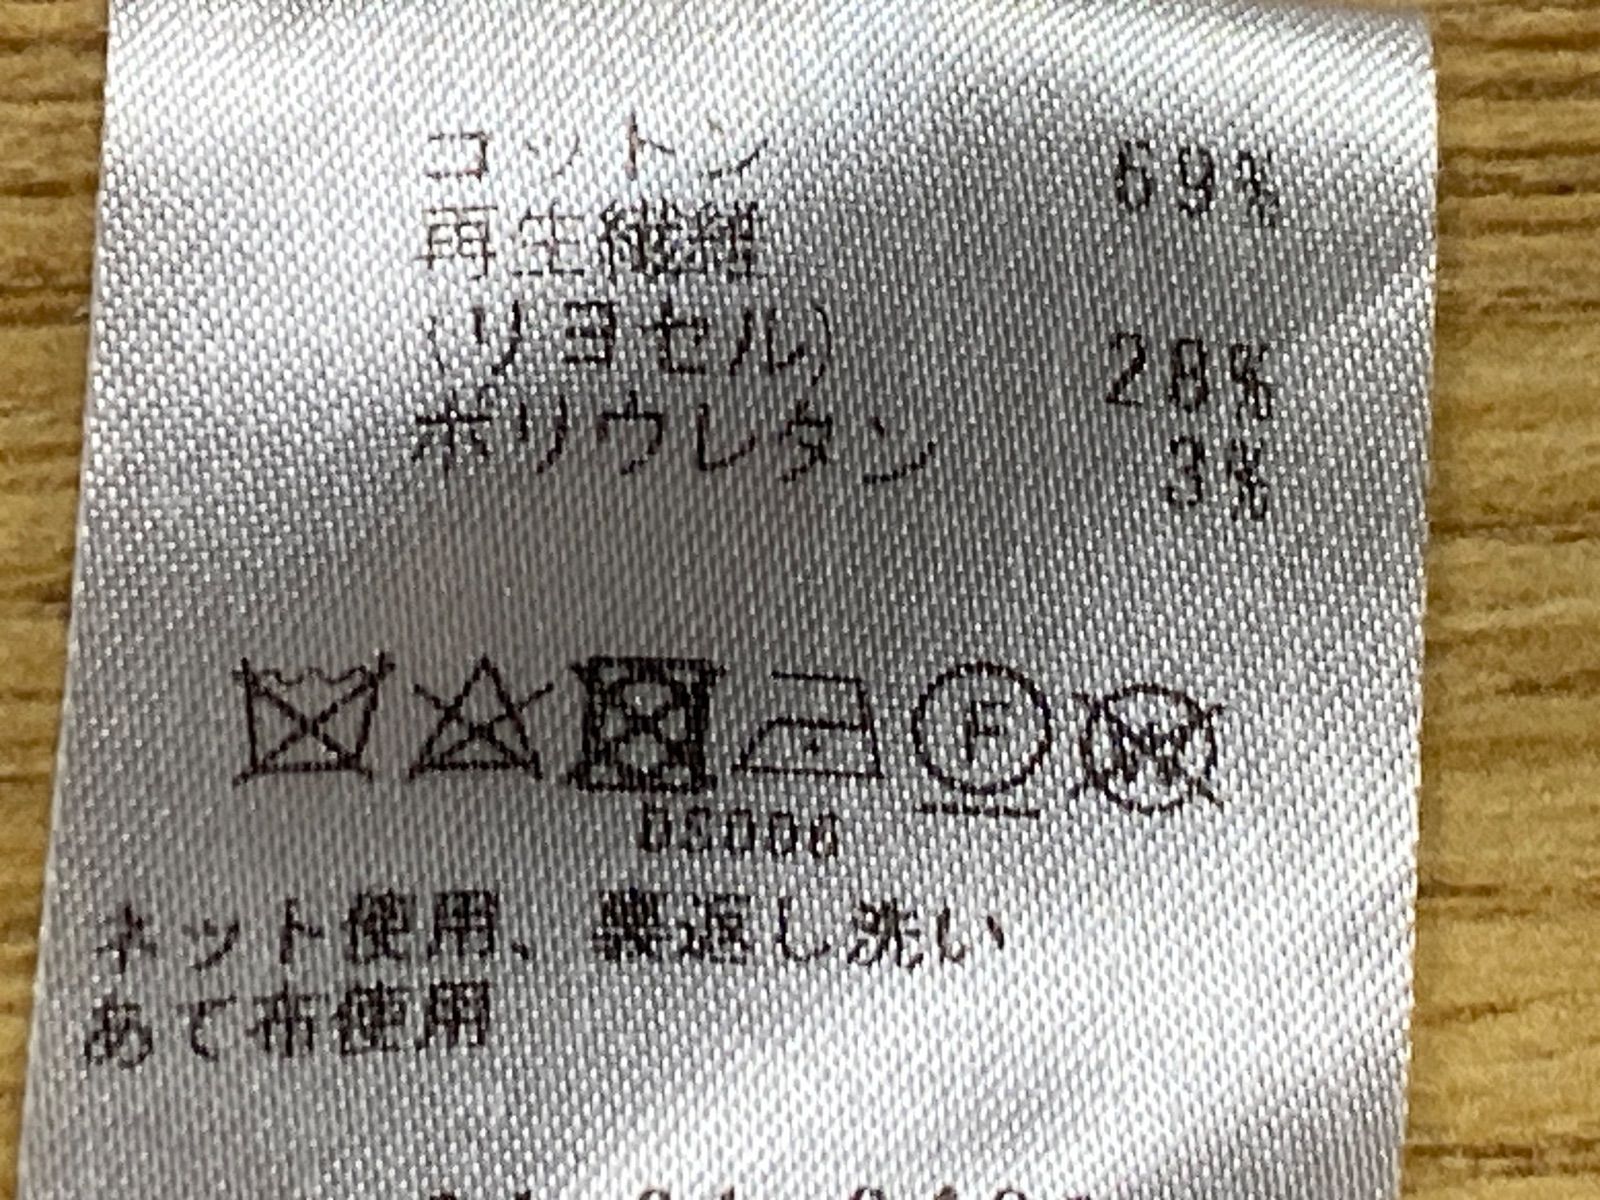 コットン 69%
再生繊維
(リヨセル) 28%
ポリウレタン 3%
F
W
DS006
ネット使用、裏返し洗い
あて布使用